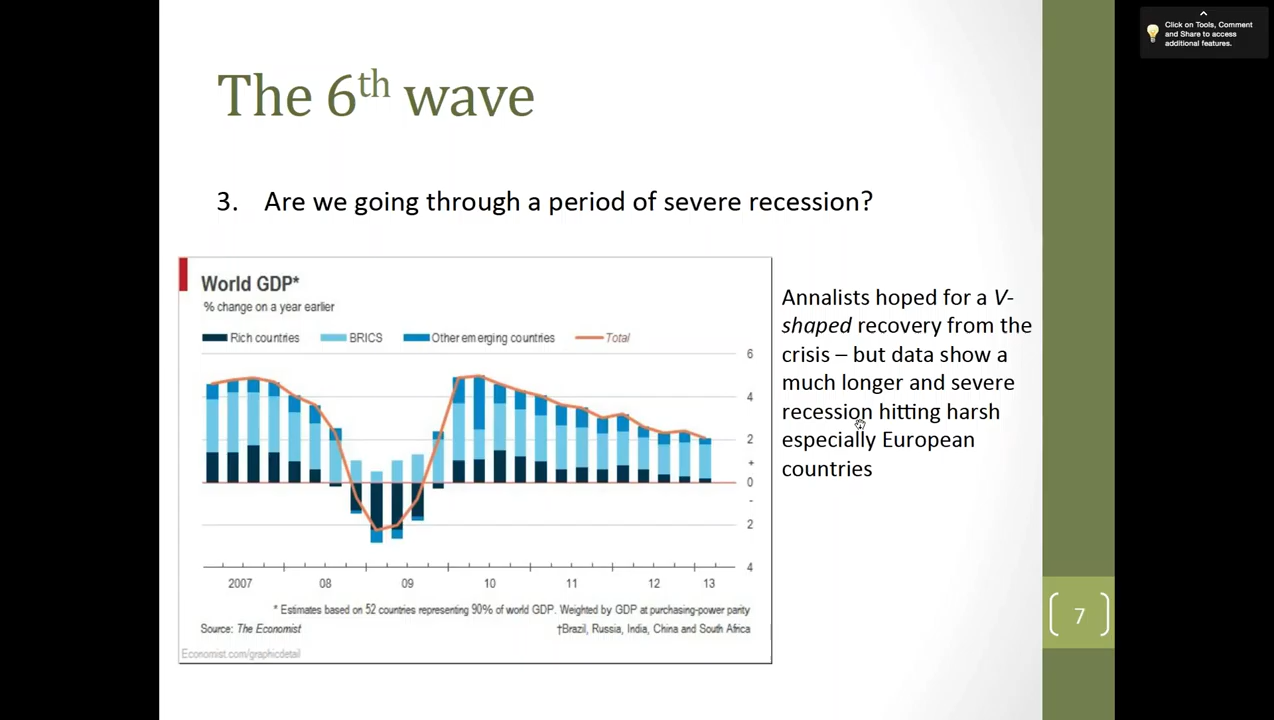 Click on Tools, Comment
and Share to access
additional features.
The 6th wave
3. Are we going through a period of severe recession?
World GDP*
% change on a year earlier
Rich countries BRICS Other emerging countries Total
6
4
2
+
0
-
2
4
2007 08 09 10 11 12 13
* Estimates based on 52 countries representing 90% of world GDP. Weighted by GDP at purchasing-power parity
Source: The Economist †Brazil, Russia, India, China and South Africa
Economist.com/graphicdetail
Annalists hoped for a V-
shaped recovery from the
crisis – but data show a
much longer and severe
recession hitting harsh
especially European
countries
7